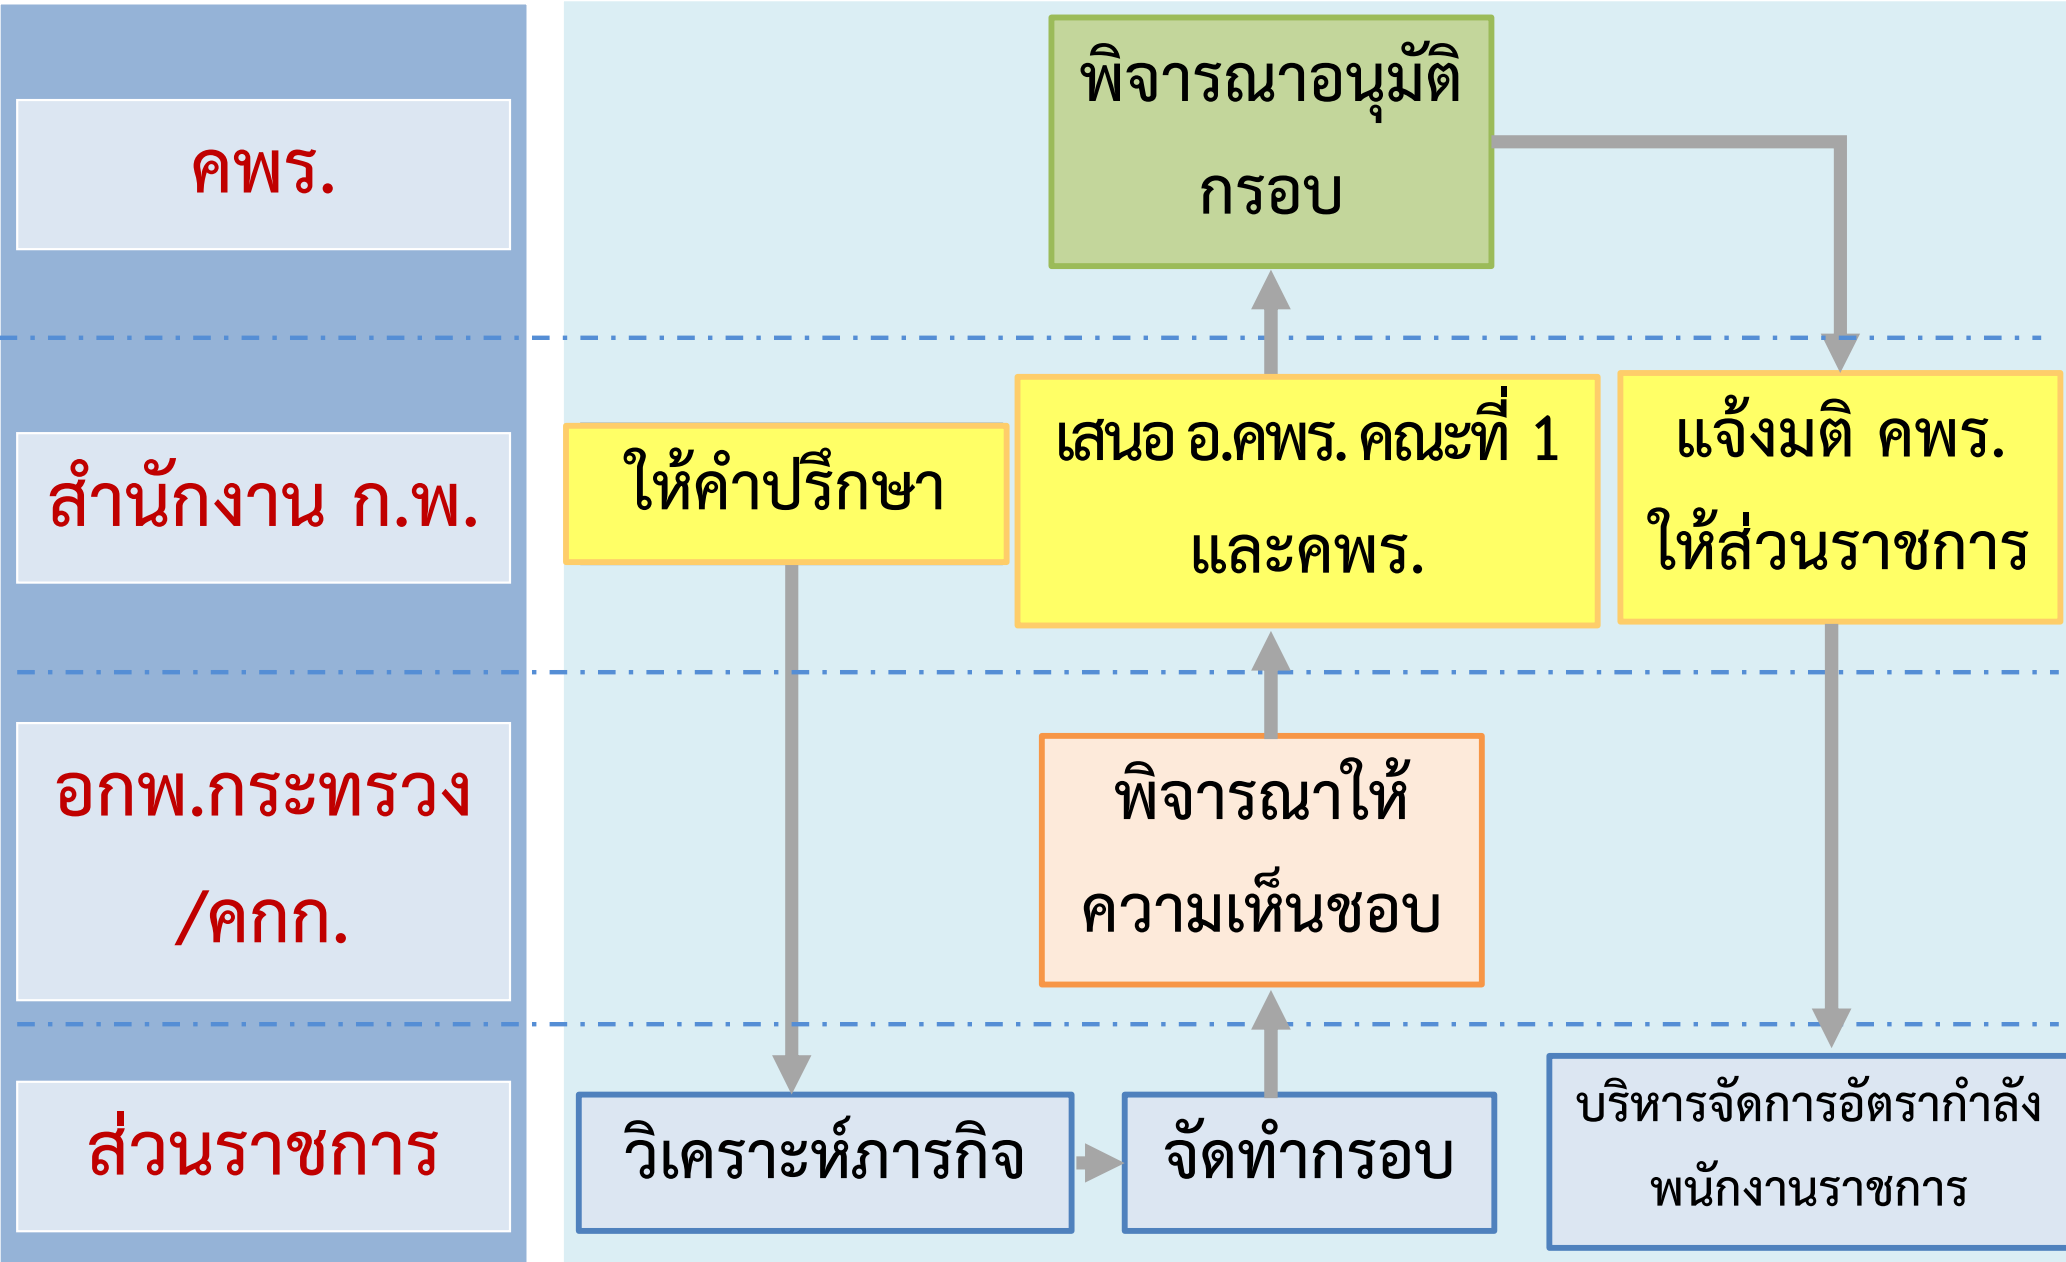 คพร.
พิจารณาอนุมัติ
กรอบ
สำนักงาน ก.พ.
ให้คำปรึกษา
เสนอ อ.คพร. คณะที่ 1
และคพร.
แจ้งมติ คพร.
ให้ส่วนราชการ
อกพ.กระทรวง
/คกก.
พิจารณาให้
ความเห็นชอบ
ส่วนราชการ
วิเคราะห์ภารกิจ
จัดทำกรอบ
บริหารจัดการอัตรากำลัง
พนักงานราชการ